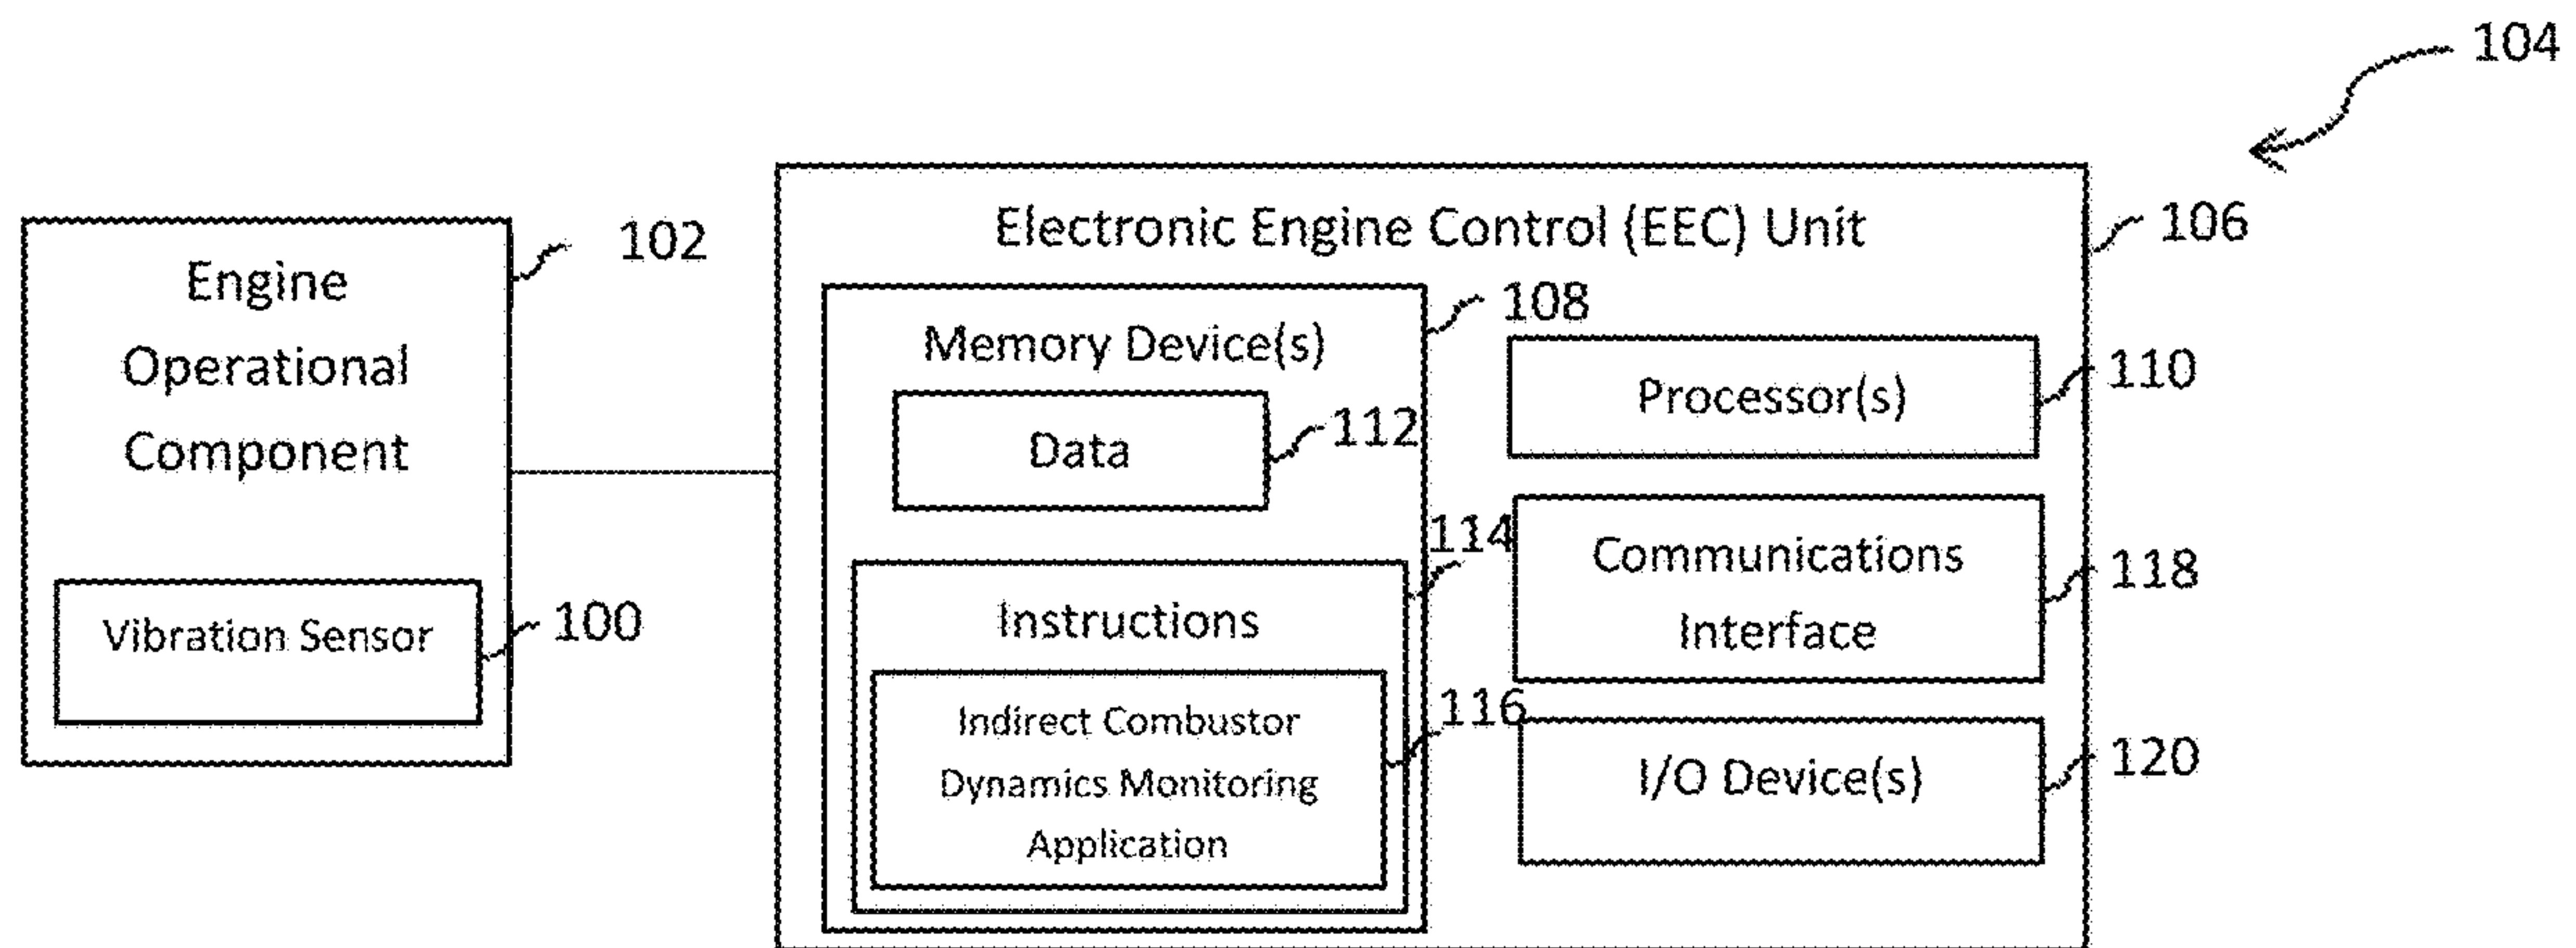 104
Electronic Engine Control (EEC) Unit
106
Engine
Operational
Component
102
Vibration Sensor
100
Memory Device(s)
108
Data
112
Instructions
114
Indirect Combustor
Dynamics Monitoring
Application
116
Processor(s)
110
Communications
Interface
118
I/O Device(s)
120